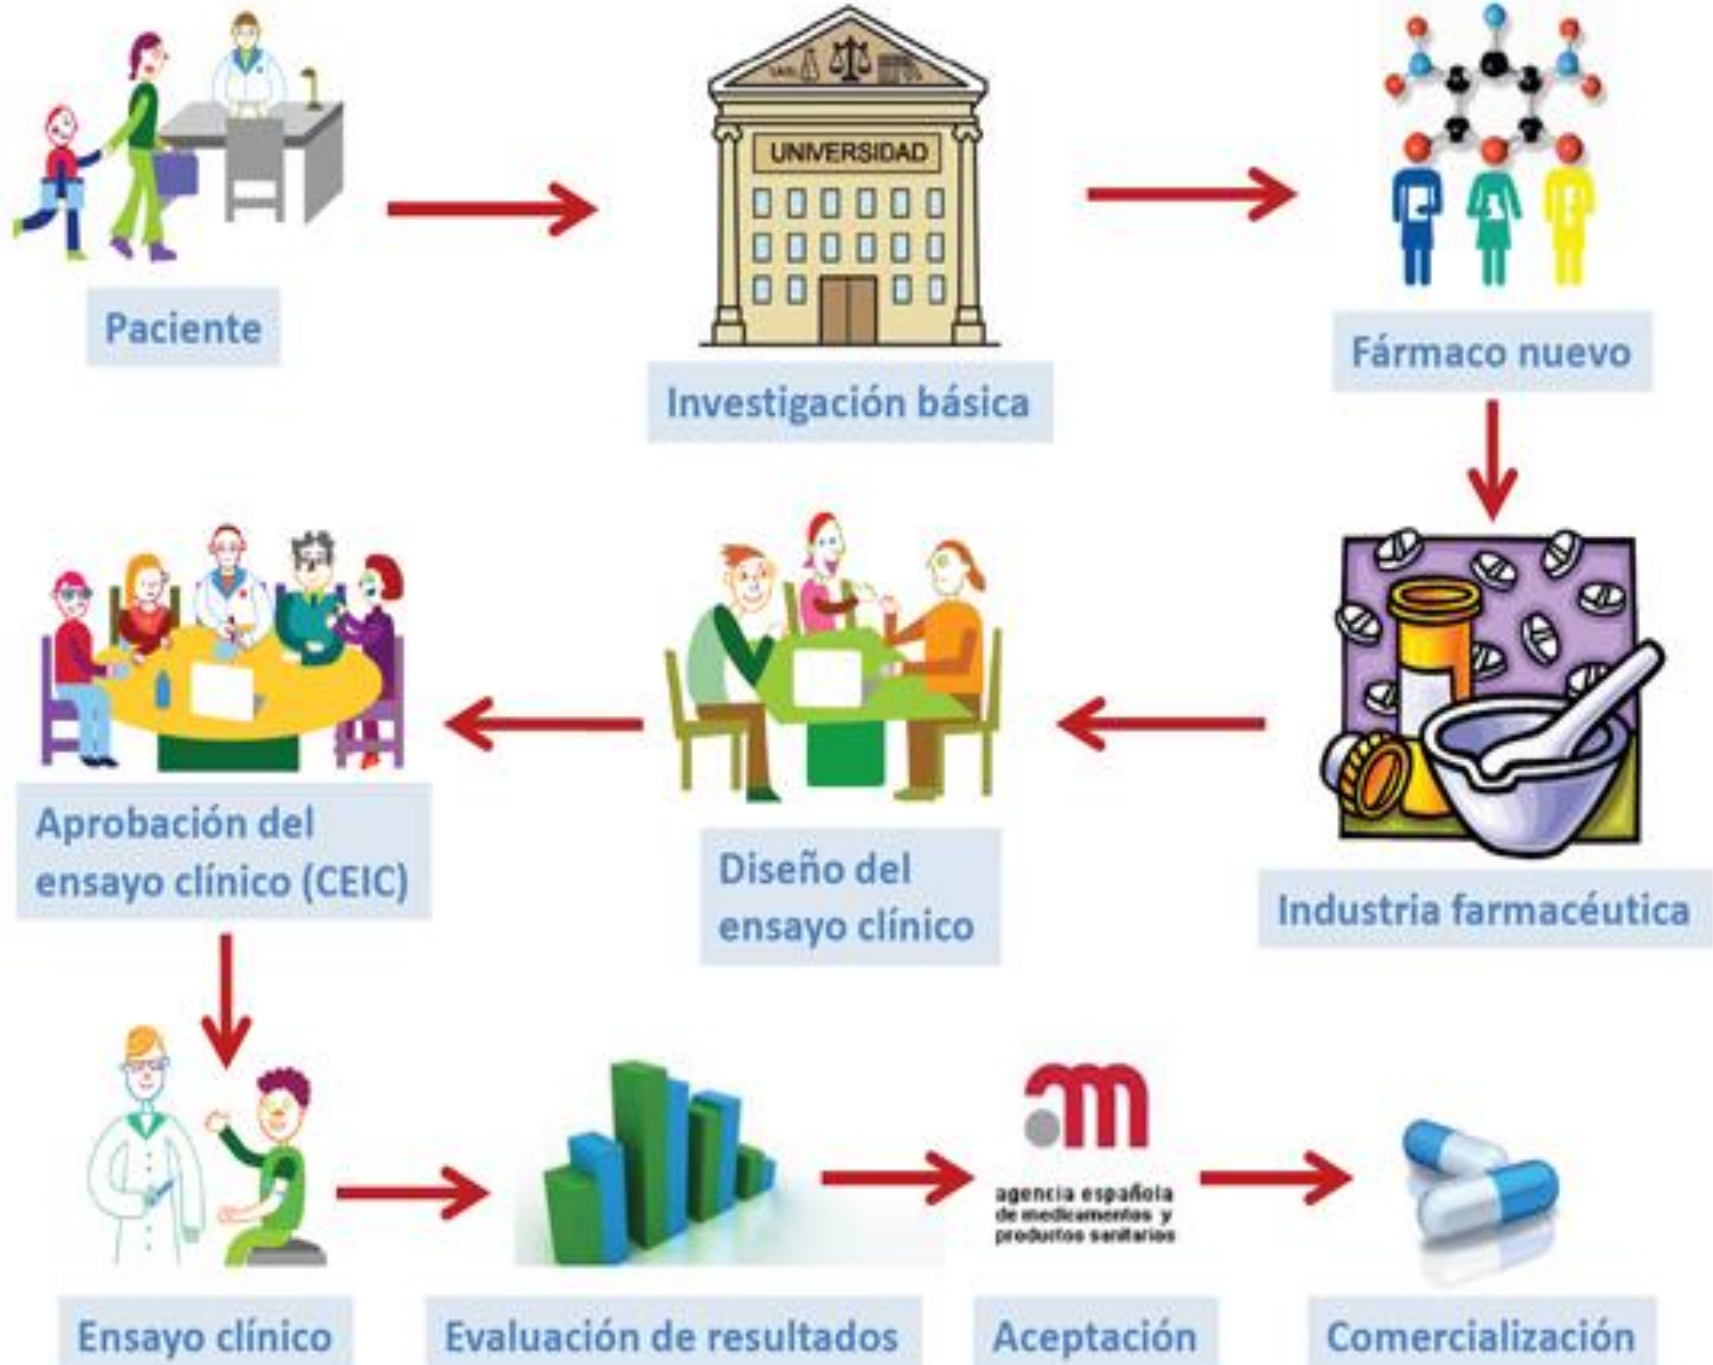 UNIVERSIDAD
Paciente
Investigación básica
Fármaco nuevo
Aprobación del
ensayo clínico (CEIC)
Diseño del
ensayo clínico
Industria farmacéutica
agencia española
de medicamentos y
productos sanitarios
Ensayo clínico
Evaluación de resultados
Aceptación
Comercialización